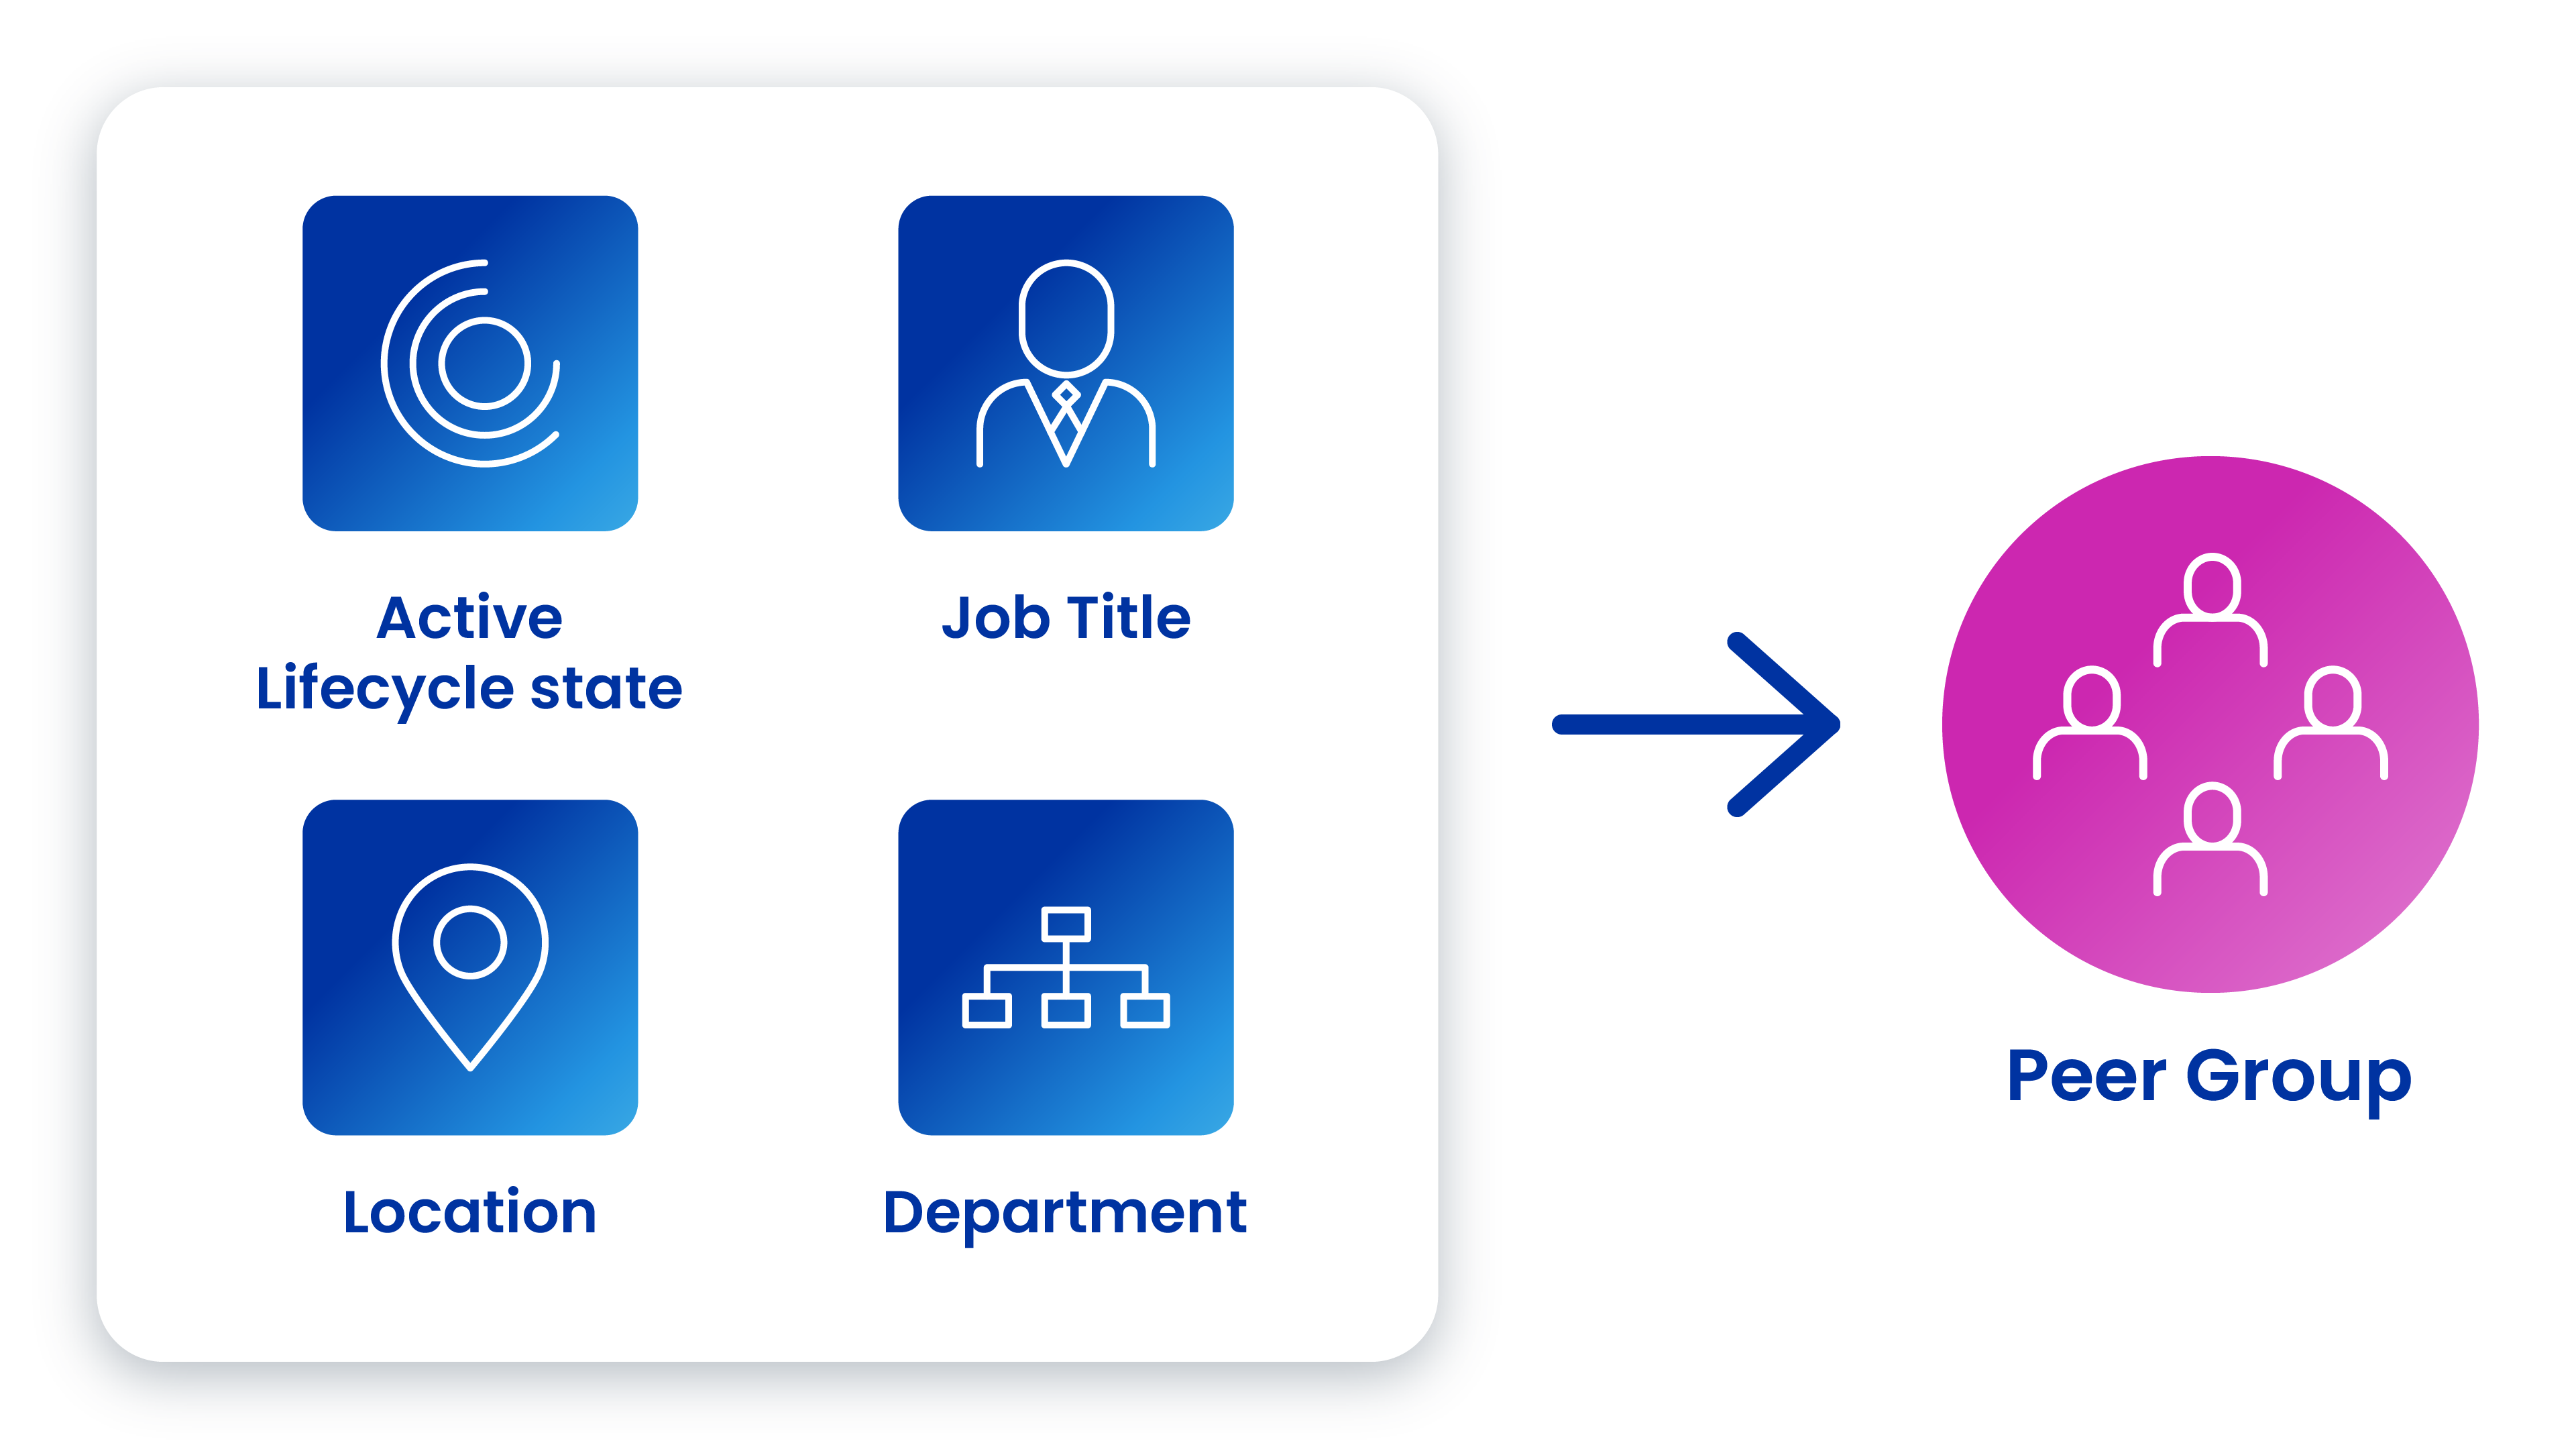 Active
Lifecycle state
Job Title
Location
Department
Peer Group